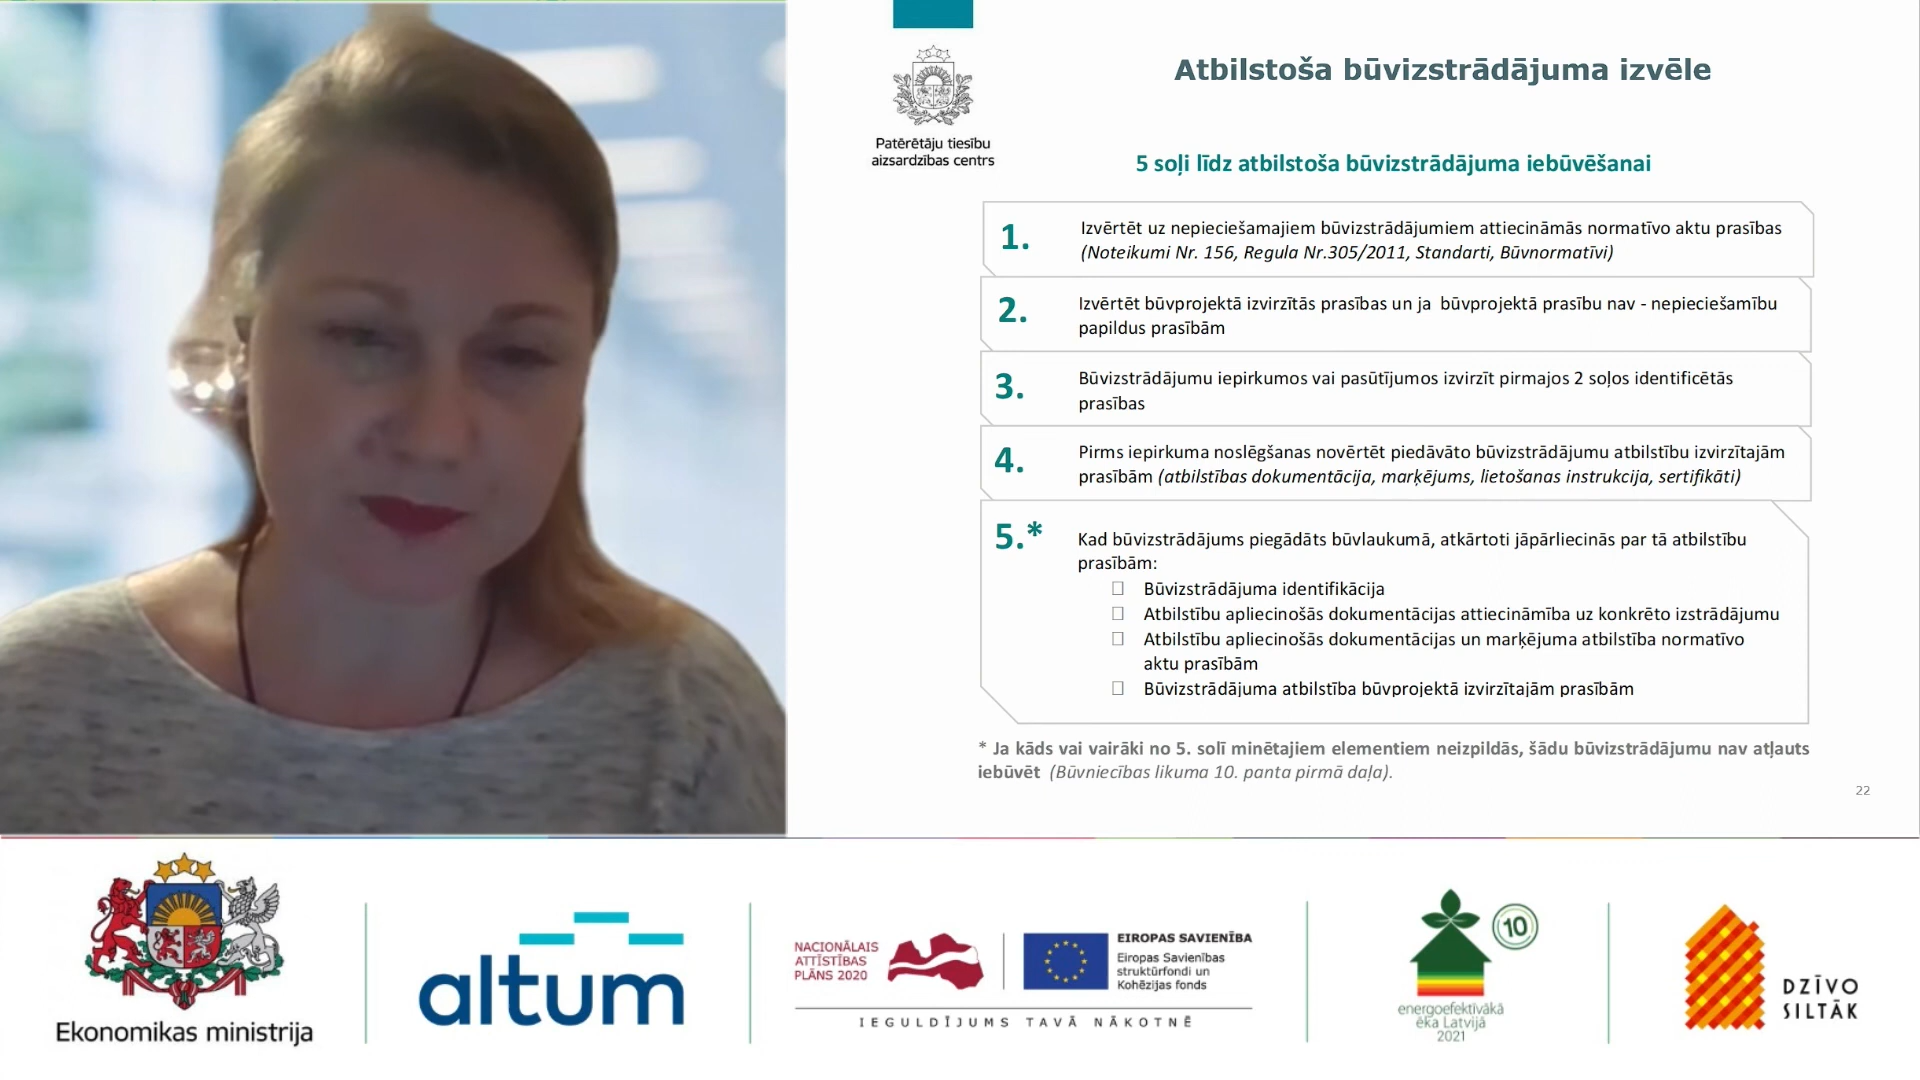 Atbilstoša būvizstrādājuma izvēle
Patērētāju tiesību
aizsardzības centrs
5 soļi līdz atbilstoša būvizstrādājuma iebūvēšanai
1.
Izvērtēt uz nepieciešamajiem būvizstrādājumiem attiecināmās normatīvo aktu prasības
(Noteikumi Nr. 156, Regula Nr.305/2011, Standarti, Būvnormatīvi)
2.
Izvērtēt būvprojektā izvirzītās prasības un ja būvprojektā prasību nav - nepieciešamību
papildus prasībām
3.
Būvizstrādājumu iepirkumos vai pasūtījumos izvirzīt pirmajos 2 soļos identificētās
prasības
4.
Pirms iepirkuma noslēgšanas novērtēt piedāvāto būvizstrādājumu atbilstību izvirzītajām
prasībām (atbilstības dokumentācija, marķējums, lietošanas instrukcija, sertifikāti)
5.*
Kad būvizstrādājums piegādāts būvlaukumā, atkārtoti jāpārliecinās par tā atbilstību
prasībām:
Būvizstrādājuma identifikācija
Atbilstību apliecinošās dokumentācijas attiecināmība uz konkrēto izstrādājumu
Atbilstību apliecinošās dokumentācijas un marķējuma atbilstība normatīvo
aktu prasībām
Būvizstrādājuma atbilstība būvprojektā izvirzītajām prasībām
* Ja kāds vai vairāki no 5. solī minētajiem elementiem neizpildās, šādu būvizstrādājumu nav atļauts
iebūvēt (Būvniecības likuma 10. panta pirmā daļa).
22
Ekonomikas ministrija
altum
NACIONĀLAIS
ATTĪSTĪBAS
PLĀNS 2020
EIROPAS SAVIENĪBA
Eiropas Savienības
struktūrfondi un
Kohēzijas fonds
IEGULDĪJUMS TAVĀ NĀKOTNĒ
10
energoefektīvākā
ēka Latvijā
2021
DZĪVO
SILTĀK